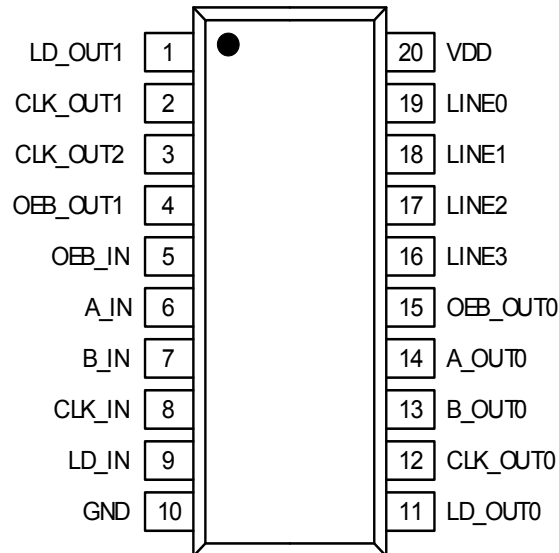 LD_OUT1 1 20 VDD
CLK_OUT1 2 19 LINE0
CLK_OUT2 3 18 LINE1
OEB_OUT1 4 17 LINE2
OEB_IN 5 16 LINE3
A_IN 6 15 OEB_OUT0
B_IN 7 14 A_OUT0
CLK_IN 8 13 B_OUT0
LD_IN 9 12 CLK_OUT0
GND 10 11 LD_OUT0